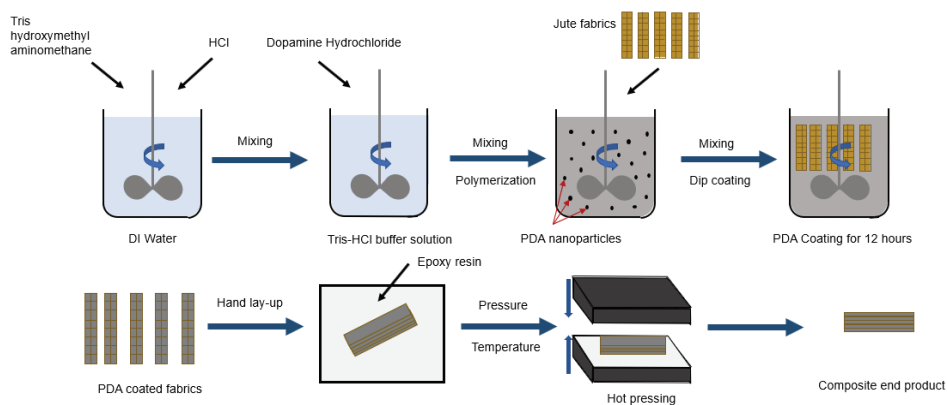 Tris
hydroxymethyl
aminomethane
HCl
Dopamine Hydrochloride
Jute fabrics
Mixing
Mixing
Polymerization
Mixing
Dip coating
DI Water
Tris-HCl buffer solution
PDA nanoparticles
PDA Coating for 12 hours
Epoxy resin
Hand lay-up
Pressure
Temperature
PDA coated fabrics
Hot pressing
Composite end product